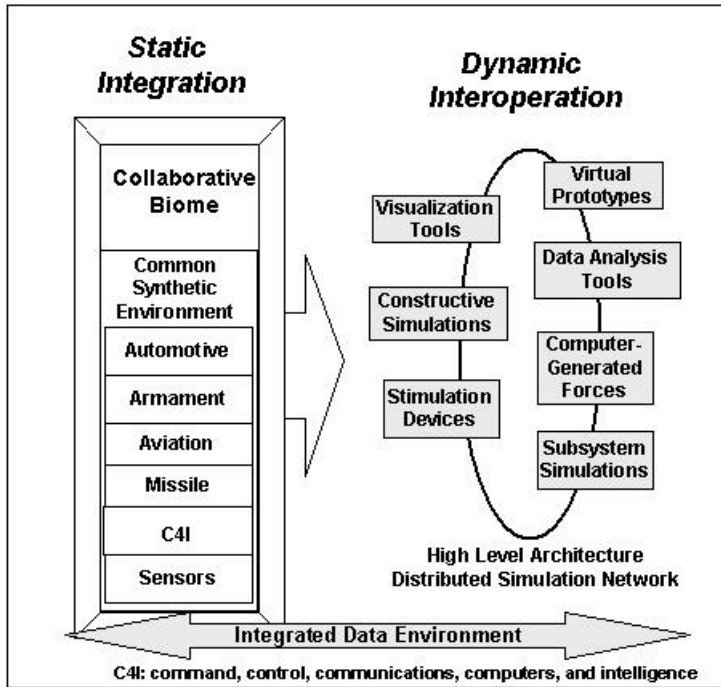 Static
Integration
Collaborative
Biome
Common
Synthetic
Environment
Automotive
Armament
Aviation
Missile
C4I
Sensors
Dynamic
Interoperation
Virtual
Prototypes
Visualization
Tools
Data Analysis
Tools
Constructive
Simulations
Computer-
Generated
Forces
Stimulation
Devices
Subsystem
Simulations
High Level Architecture
Distributed Simulation Network
Integrated Data Environment
C4I: command, control, communications, computers, and intelligence